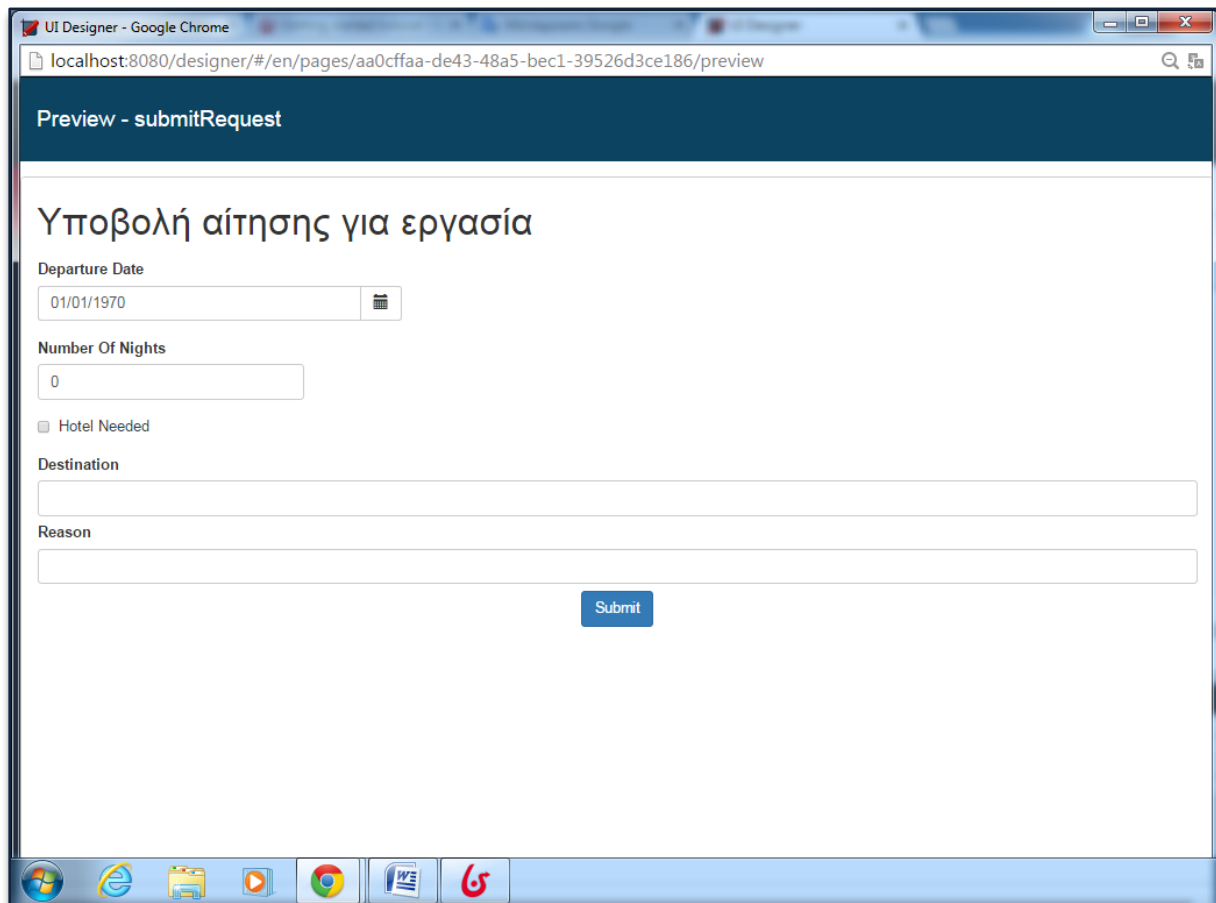 UI Designer - Google Chrome
localhost:8080/designer/#/en/pages/aa0cffaa-de43-48a5-bec1-39526d3ce186/preview
Preview - submitRequest
Υποβολή αίτησης για εργασία
Departure Date
01/01/1970
Number Of Nights
0
Hotel Needed
Destination
Reason
Submit